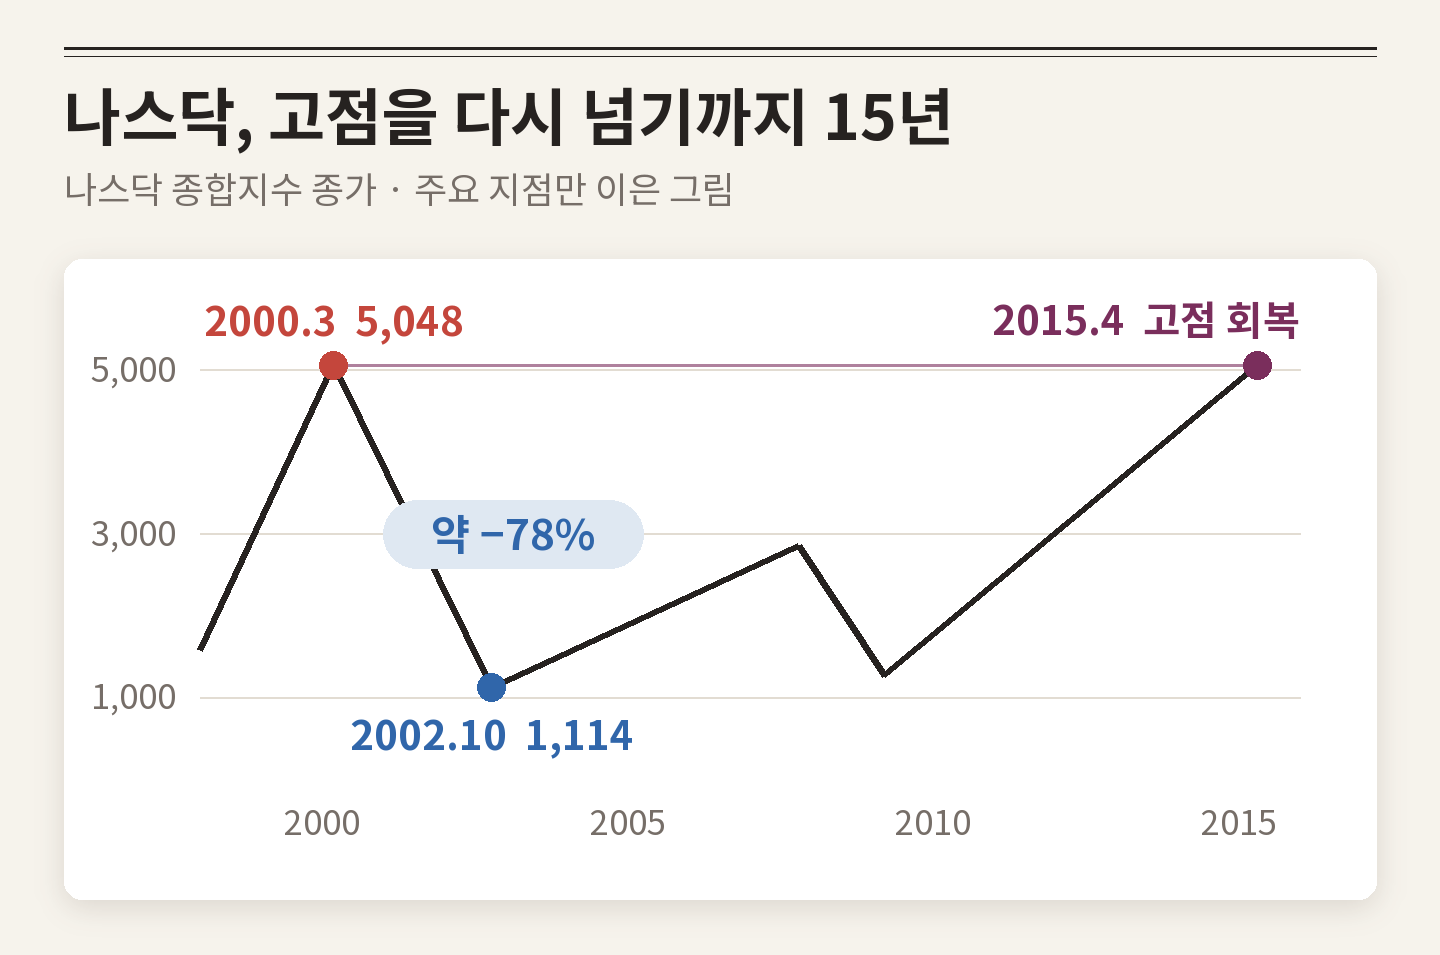 나스닥, 고점을 다시 넘기까지 15년
나스닥 종합지수 종가 · 주요 지점만 이은 그림
2000.3 5,048
2015.4 고점 회복
5,000
약 −78%
3,000
1,000
2002.10 1,114
2000 2005 2010 2015